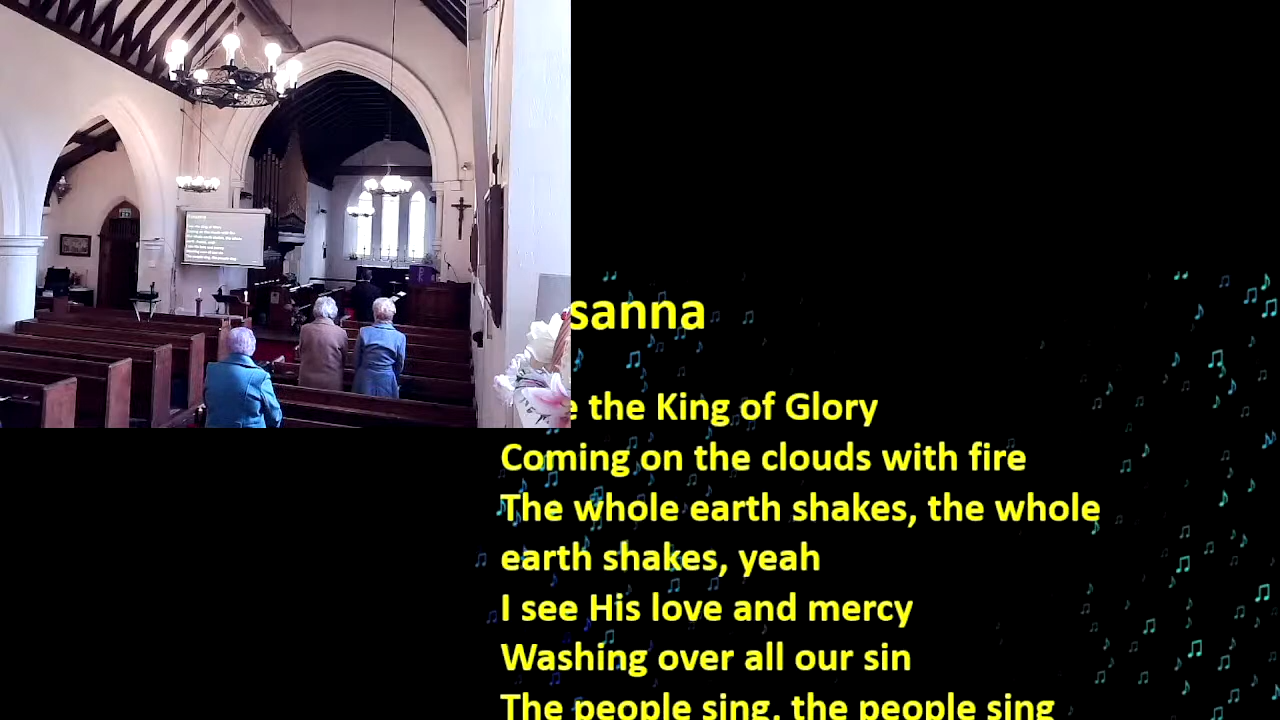 sanna
e the King of Glory
Coming on the clouds with fire
The whole earth shakes, the whole
earth shakes, yeah
I see His love and mercy
Washing over all our sin
The people sing, the people sing